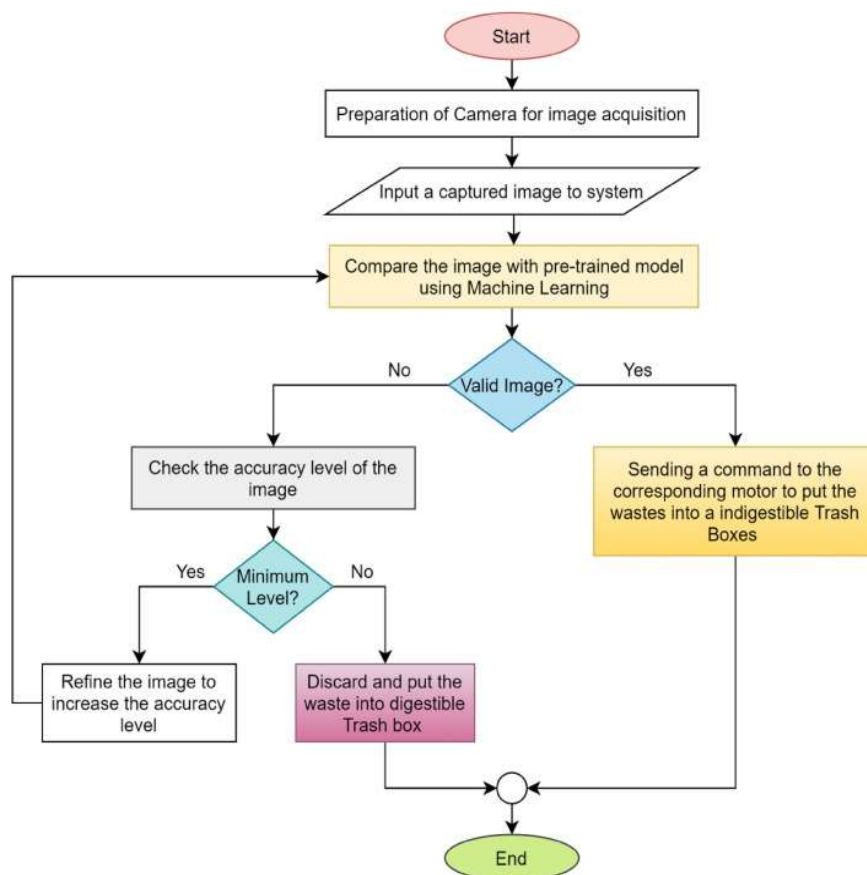 Start
Preparation of Camera for image acquisition
Input a captured image to system
Compare the image with pre-trained model
using Machine Learning
No
Valid Image?
Yes
Check the accuracy level of the
image
Sending a command to the
corresponding motor to put the
wastes into a indigestible Trash
Boxes
Yes
Minimum
Level?
No
Refine the image to
increase the accuracy
level
Discard and put the
waste into digestible
Trash box
End